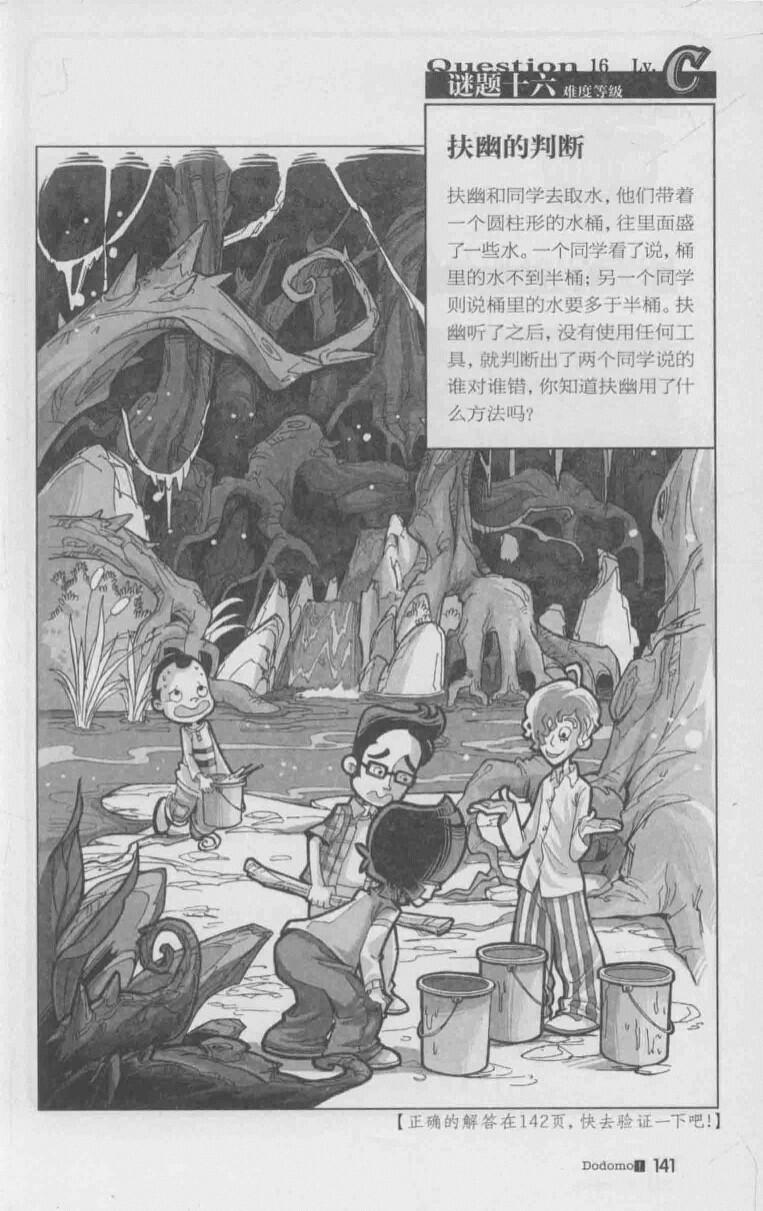 Question 16 Lv. C
谜题十六 难度等级
扶幽的判断
扶幽和同学去取水，他们带着
一个圆柱形的水桶，往里面盛
了一些水。一个同学看了说，桶
里的水不到半桶；另一个同学
则说桶里的水要多于半桶。扶
幽听了之后，没有使用任何工
具，就判断出了两个同学说的
谁对谁错，你知道扶幽用了什
么方法吗？
【正确的解答在142页，快去验证一下吧！】
Dodomo! 141